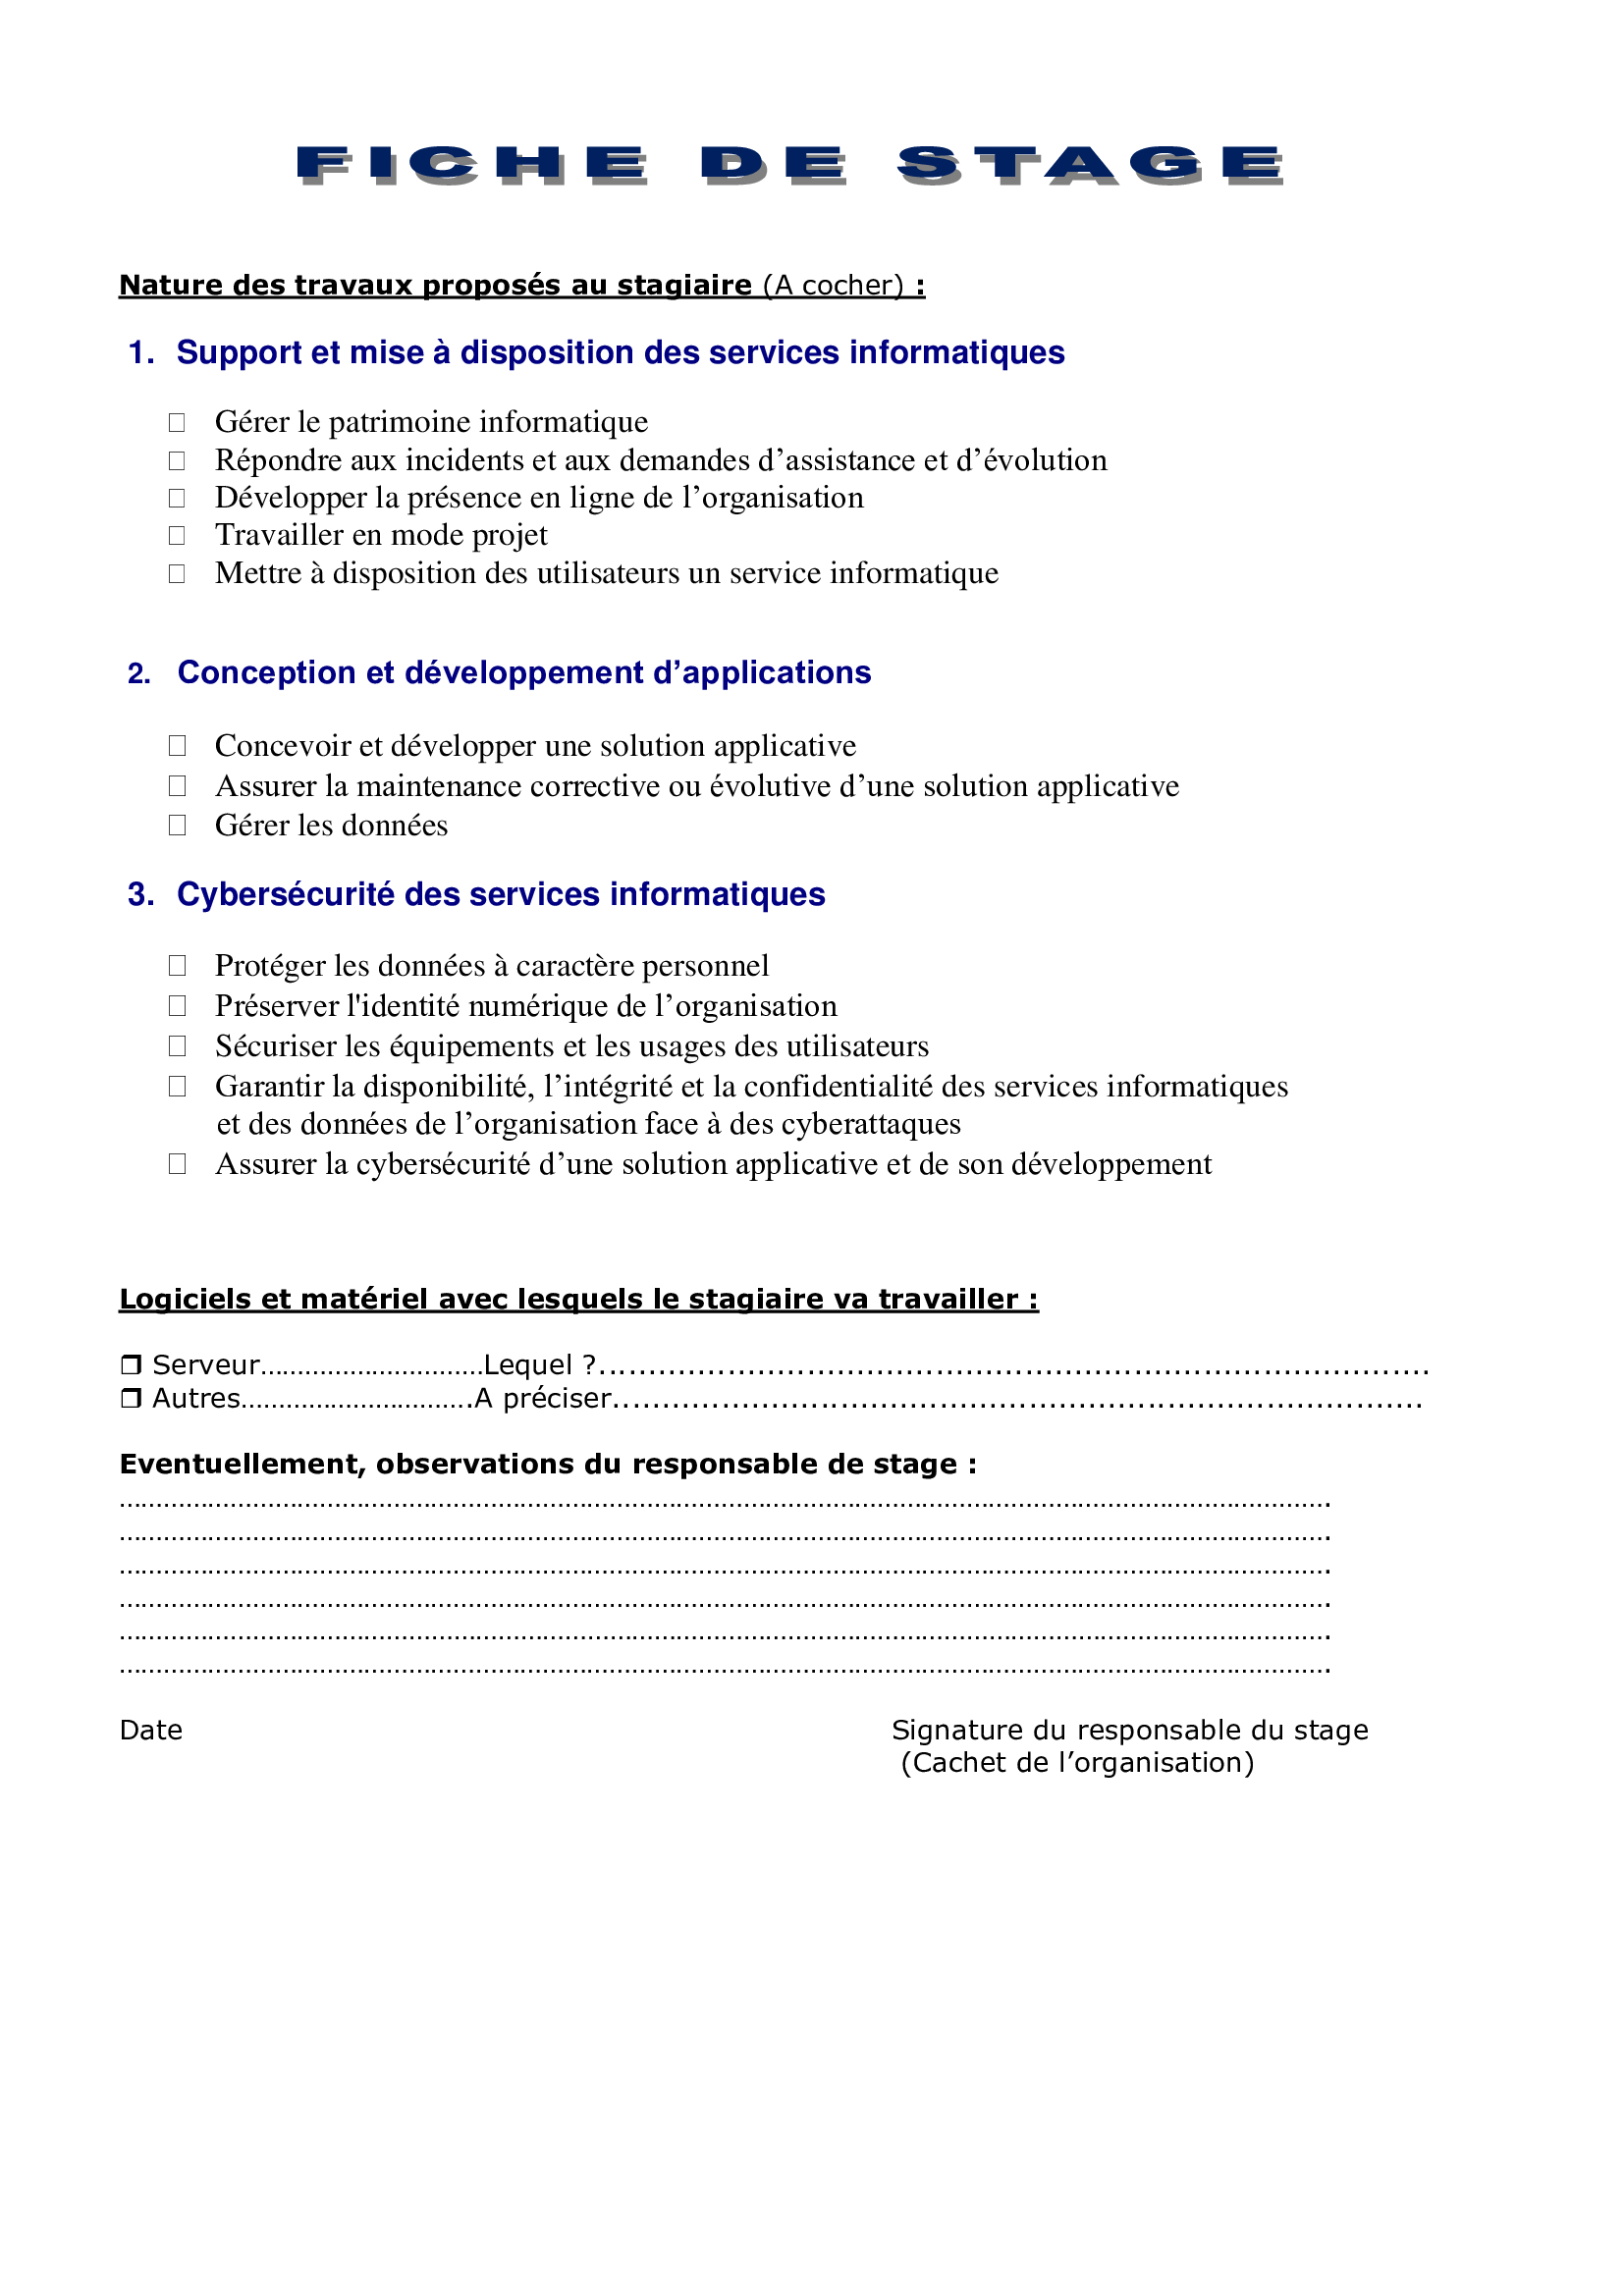 FICHE DE STAGE
Nature des travaux proposés au stagiaire (A cocher) :
1. Support et mise à disposition des services informatiques
☐ Gérer le patrimoine informatique
☐ Répondre aux incidents et aux demandes d’assistance et d’évolution
☐ Développer la présence en ligne de l’organisation
☐ Travailler en mode projet
☐ Mettre à disposition des utilisateurs un service informatique
2. Conception et développement d’applications
☐ Concevoir et développer une solution applicative
☐ Assurer la maintenance corrective ou évolutive d’une solution applicative
☐ Gérer les données
3. Cybersécurité des services informatiques
☐ Protéger les données à caractère personnel
☐ Préserver l'identité numérique de l’organisation
☐ Sécuriser les équipements et les usages des utilisateurs
☐ Garantir la disponibilité, l’intégrité et la confidentialité des services informatiques
et des données de l’organisation face à des cyberattaques
☐ Assurer la cybersécurité d’une solution applicative et de son développement
Logiciels et matériel avec lesquels le stagiaire va travailler :
❒ Serveur…………………………Lequel ?…………………………………………………………………………
❒ Autres………………………….A préciser………………………………………………………………………
Eventuellement, observations du responsable de stage :
……………………………………………………………………………………………………………………………………………….
……………………………………………………………………………………………………………………………………………….
……………………………………………………………………………………………………………………………………………….
……………………………………………………………………………………………………………………………………………….
……………………………………………………………………………………………………………………………………………….
……………………………………………………………………………………………………………………………………………….
Date Signature du responsable du stage
(Cachet de l’organisation)